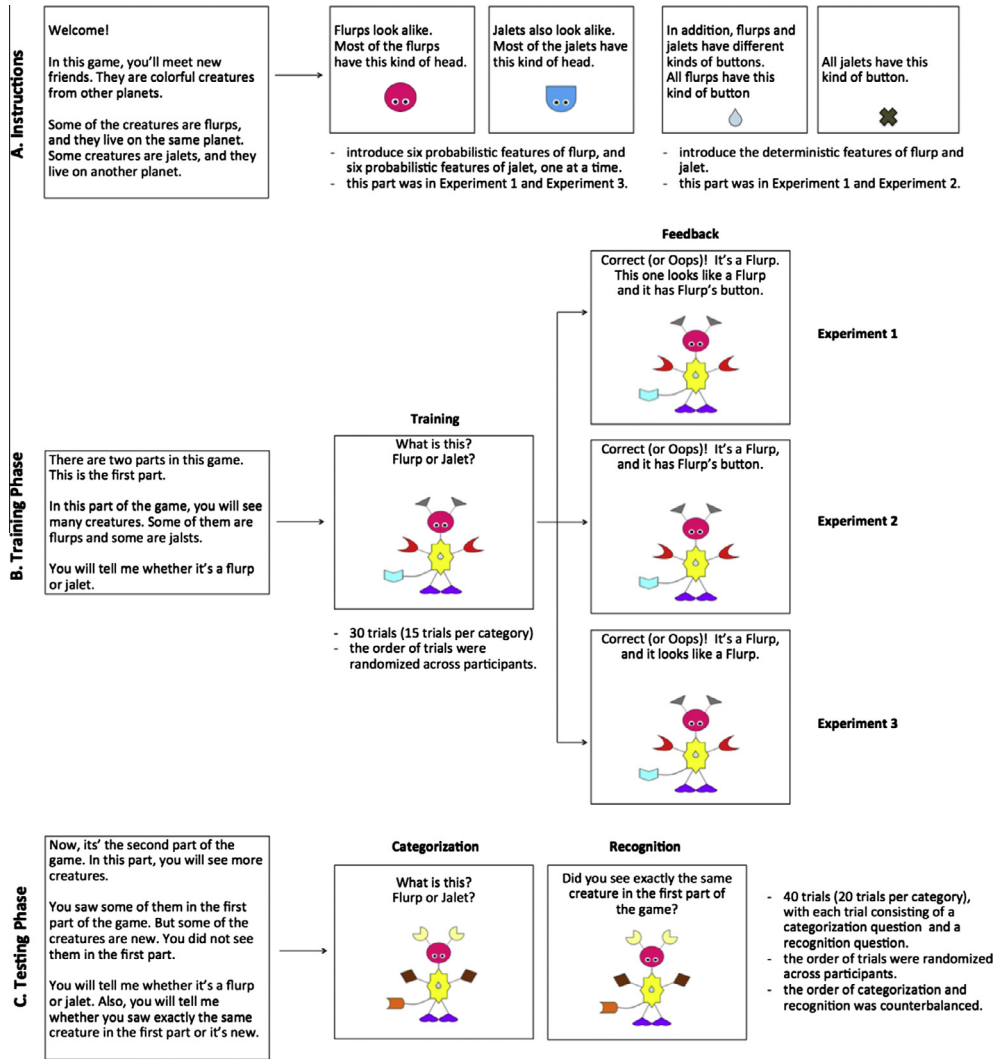 A. Instructions
Welcome!
In this game, you'll meet new
friends. They are colorful creatures
from other planets.
Some of the creatures are flurps,
and they live on the same planet.
Some creatures are jalets, and they
live on another planet.
Flurps look alike.
Most of the flurps
have this kind of head.
Jalets also look alike.
Most of the jalets have
this kind of head.
- introduce six probabilistic features of flurp, and
six probabilistic features of jalet, one at a time.
- this part was in Experiment 1 and Experiment 3.
In addition, flurps and
jalets have different
kinds of buttons.
All flurps have this
kind of button
All jalets have this
kind of button.
- introduce the deterministic features of flurp and
jalet.
- this part was in Experiment 1 and Experiment 2.
B. Training Phase
There are two parts in this game.
This is the first part.
In this part of the game, you will see
many creatures. Some of them are
flurps and some are jalsts.
You will tell me whether it's a flurp
or jalet.
Training
What is this?
Flurp or Jalet?
- 30 trials (15 trials per category)
- the order of trials were
randomized across participants.
Feedback
Correct (or Oops)! It's a Flurp.
This one looks like a Flurp
and it has Flurp's button.
Experiment 1
Correct (or Oops)! It's a Flurp,
and it has Flurp's button.
Experiment 2
Correct (or Oops)! It's a Flurp,
and it looks like a Flurp.
Experiment 3
C. Testing Phase
Now, its' the second part of the
game. In this part, you will see more
creatures.
You saw some of them in the first
part of the game. But some of the
creatures are new. You did not see
them in the first part.
You will tell me whether it's a flurp
or jalet. Also, you will tell me
whether you saw exactly the same
creature in the first part or it's new.
Categorization
What is this?
Flurp or Jalet?
Recognition
Did you see exactly the same
creature in the first part of
the game?
- 40 trials (20 trials per category),
with each trial consisting of a
categorization question and a
recognition question.
- the order of trials were randomized
across participants.
- the order of categorization and
recognition was counterbalanced.